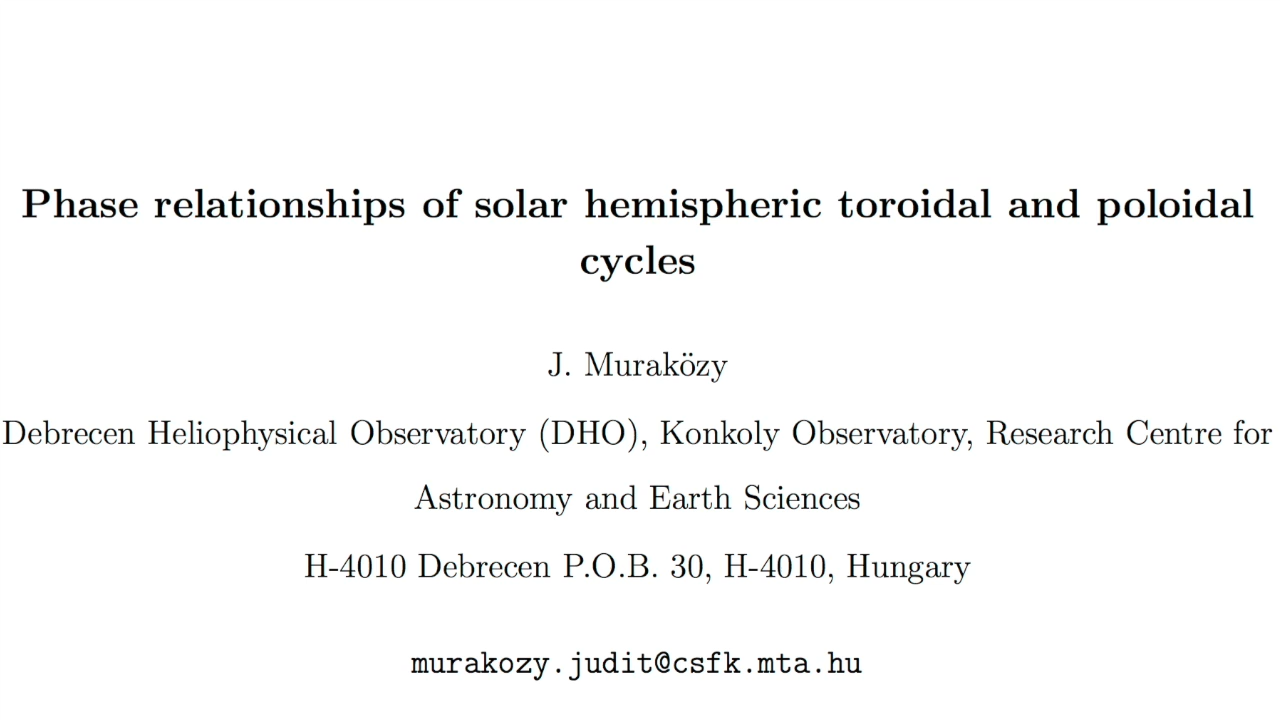 Phase relationships of solar hemispheric toroidal and poloidal
cycles
J. Muraközy
Debrecen Heliophysical Observatory (DHO), Konkoly Observatory, Research Centre for
Astronomy and Earth Sciences
H-4010 Debrecen P.O.B. 30, H-4010, Hungary
murakozy.judit@csfk.mta.hu